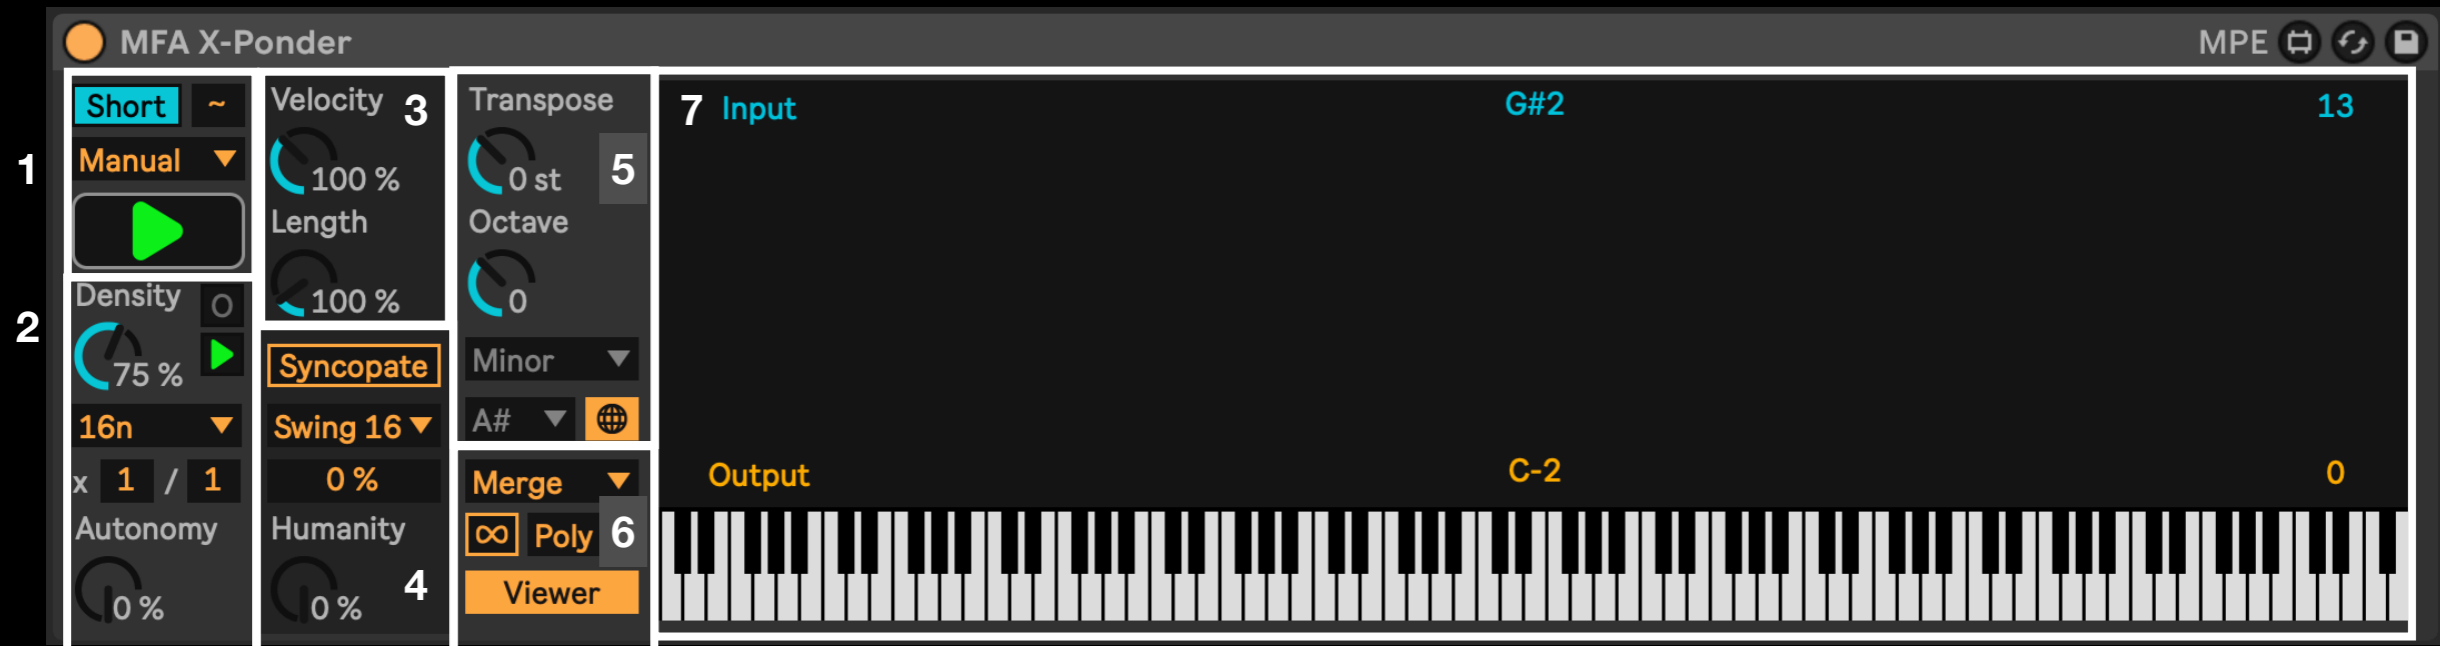 MFA X-Ponder
MPE
1
Short ~
Manual
2
Density O
75 %
16n
x 1 / 1
Autonomy
0 %
Velocity 3
100 %
Length
100 %
Syncopate
Swing 16
0 %
Humanity
0 % 4
Transpose
0 st 5
Octave
0
Minor
A#
Merge
∞ Poly 6
Viewer
7 Input G#2 13
Output C-2 0